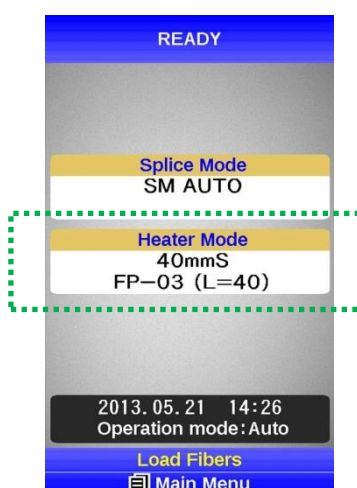 READY
Splice Mode
SM AUTO
Heater Mode
40mmS
FP-03 (L=40)
2013.05.21 14:26
Operation mode:Auto
Load Fibers
Main Menu